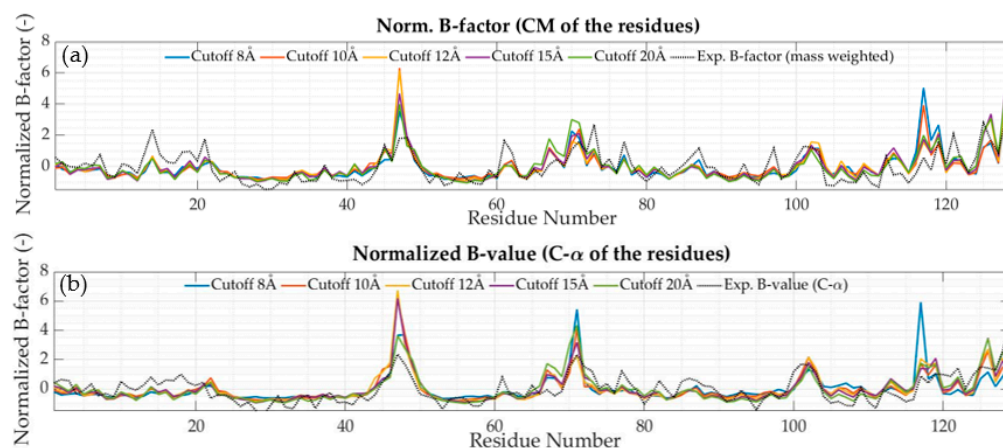 Norm. B-factor (CM of the residues)
(a)
Cutoff 8Å Cutoff 10Å Cutoff 12Å Cutoff 15Å Cutoff 20Å Exp. B-factor (mass weighted)
Normalized B-factor (-)
8
6
4
2
0
20 40 60 80 100 120
Residue Number
Normalized B-value (C-α of the residues)
(b)
Cutoff 8Å Cutoff 10Å Cutoff 12Å Cutoff 15Å Cutoff 20Å Exp. B-value (C-α)
Normalized B-factor (-)
8
6
4
2
0
20 40 60 80 100 120
Residue Number